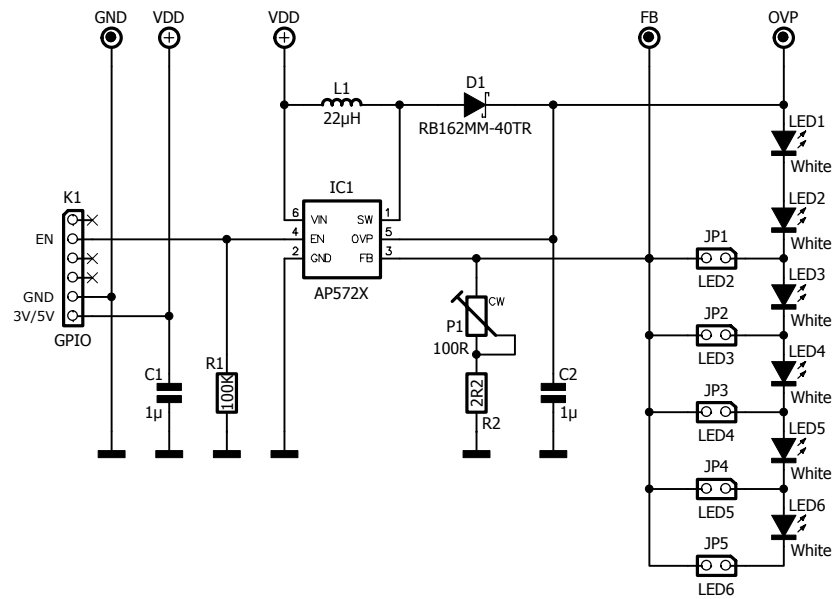 GND VDD VDD FB OVP
L1 D1
22µH RB162MM-40TR
LED1
White
K1 IC1 LED2
6 VIN SW 1
EN 4 EN OVP 5 JP1 White
2 GND FB 3 LED3
AP572X LED2
CW JP2 White
GND P1
3V/5V 100R LED3 LED4
GPIO
C1 R1 C2 JP3 White
100K 2R2
1µ R2 1µ LED4 LED5
JP4 White
LED5 LED6
JP5 White
LED6